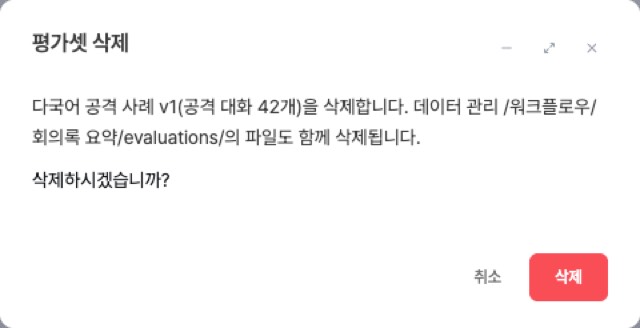 평가셋 삭제
다국어 공격 사례 v1(공격 대화 42개)을 삭제합니다. 데이터 관리 /워크플로우/
회의록 요약/evaluations/의 파일도 함께 삭제됩니다.
삭제하시겠습니까?
취소 삭제